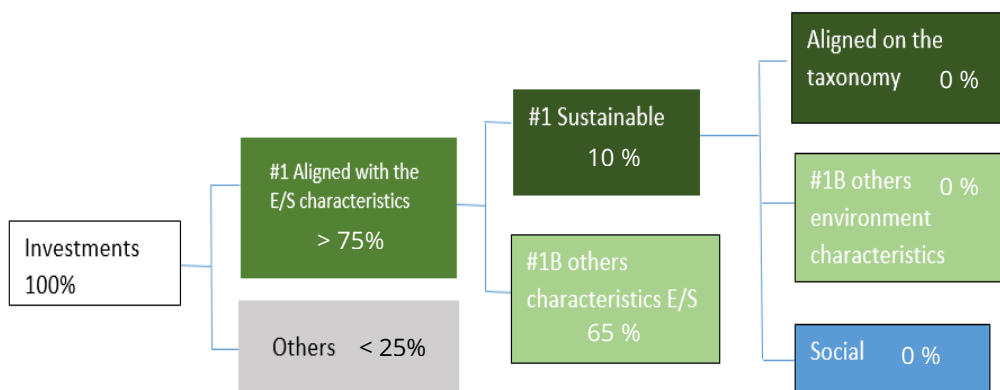 Investments
100%
#1 Aligned with the
E/S characteristics
> 75%
Others < 25%
#1 Sustainable
10 %
#1B others
characteristics E/S
65 %
Aligned on the
taxonomy 0 %
#1B others 0 %
environment
characteristics
Social 0 %